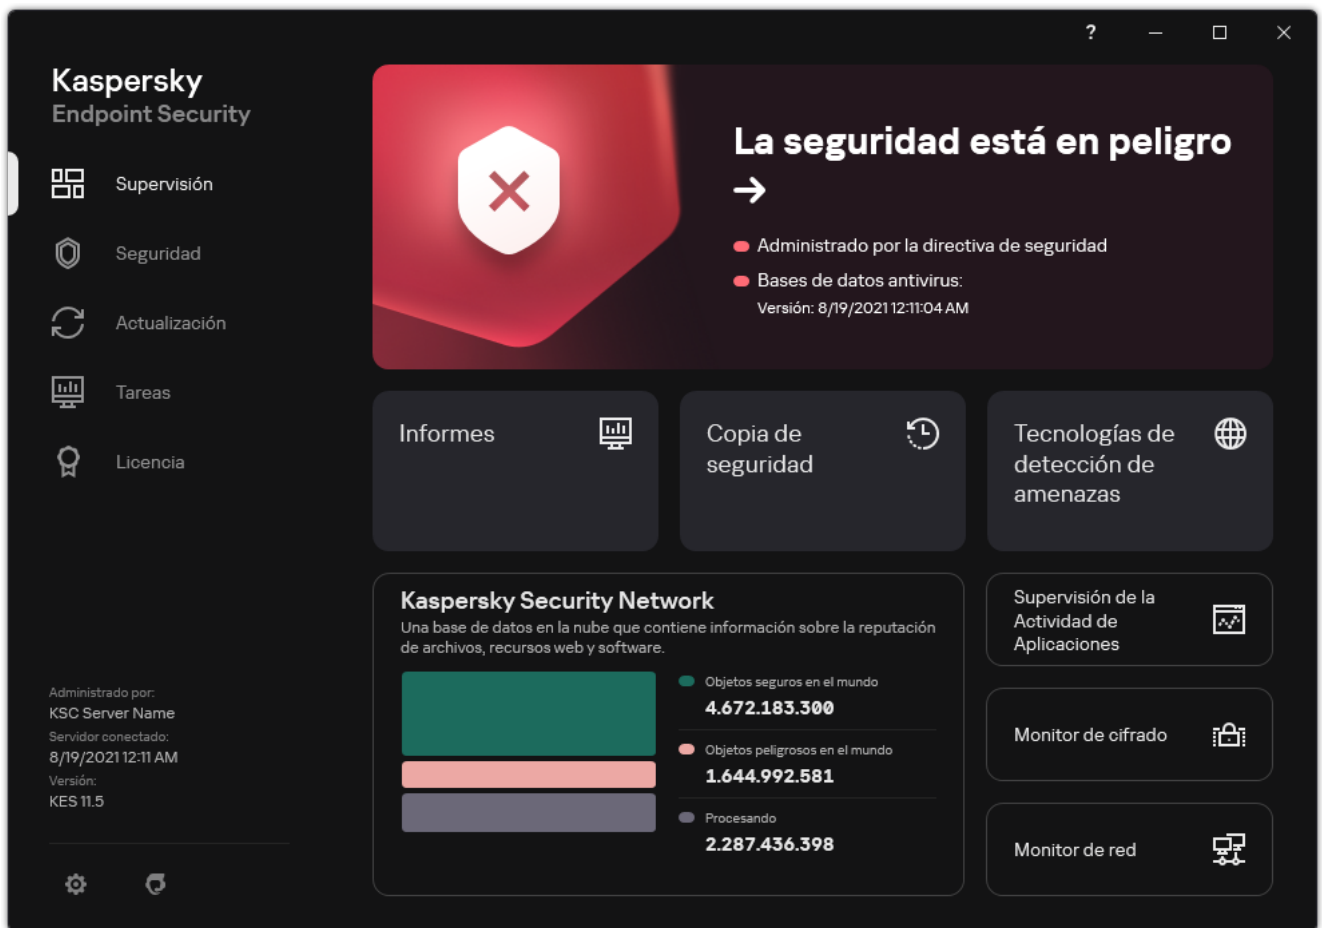 ?
Kaspersky
Endpoint Security
Supervisión
Seguridad
Actualización
Tareas
Licencia
Administrado por:
KSC Server Name
Servidor conectado:
8/19/2021 12:11 AM
Versión:
KES 11.5
La seguridad está en peligro
Administrado por la directiva de seguridad
Bases de datos antivirus:
Versión: 8/19/2021 12:11:04 AM
Informes
Copia de
seguridad
Tecnologías de
detección de
amenazas
Kaspersky Security Network
Una base de datos en la nube que contiene información sobre la reputación
de archivos, recursos web y software.
Objetos seguros en el mundo
4.672.183.300
Objetos peligrosos en el mundo
1.644.992.581
Procesando
2.287.436.398
Supervisión de la
Actividad de
Aplicaciones
Monitor de cifrado
Monitor de red